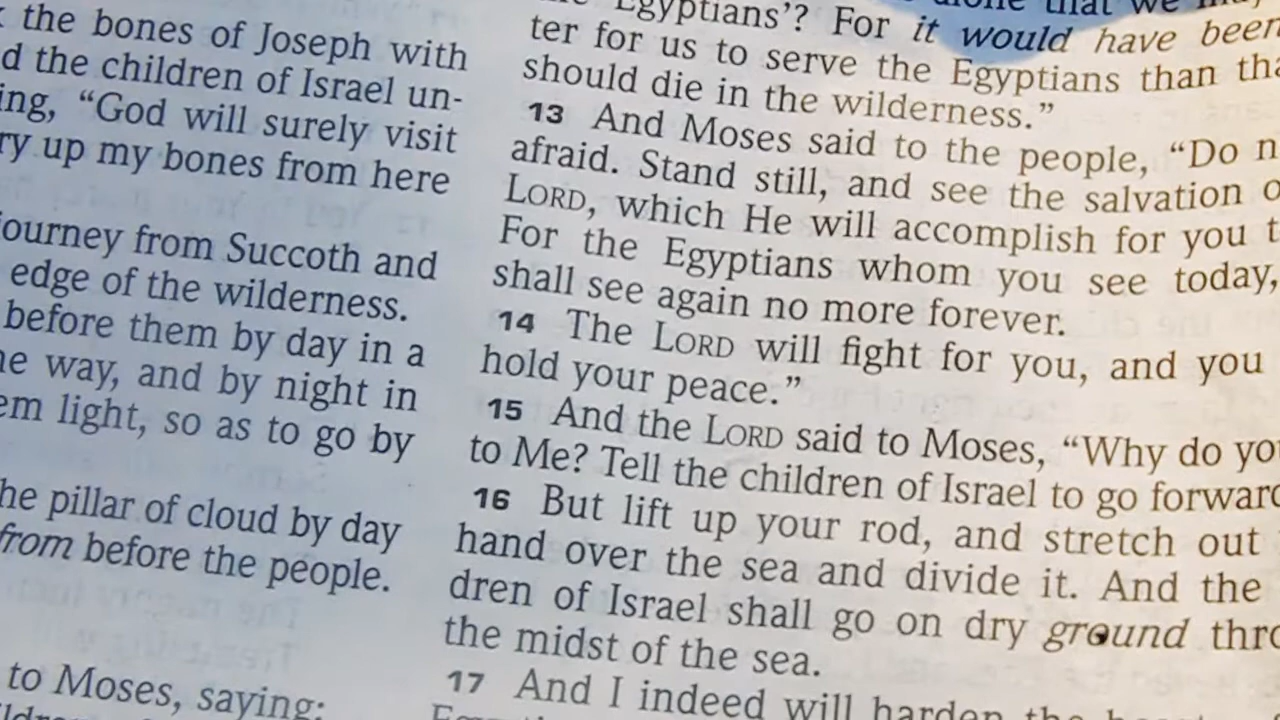 the bones of Joseph with
the children of Israel un-
ing, “God will surely visit
ry up my bones from here
ourney from Succoth and
edge of the wilderness.
before them by day in a
way, and by night in
em light, so as to go by
he pillar of cloud by day
from before the people.
to Moses, saying:
Egyptians’? For it would have been
ter for us to serve the Egyptians than tha
should die in the wilderness.”
13 And Moses said to the people, “Do n
afraid. Stand still, and see the salvation o
LORD, which He will accomplish for you t
For the Egyptians whom you see today,
shall see again no more forever.
14 The LORD will fight for you, and you
hold your peace.”
15 And the LORD said to Moses, “Why do yo
to Me? Tell the children of Israel to go forward
16 But lift up your rod, and stretch out
hand over the sea and divide it. And the
dren of Israel shall go on dry ground thro
the midst of the sea.
17 And I indeed will harden the